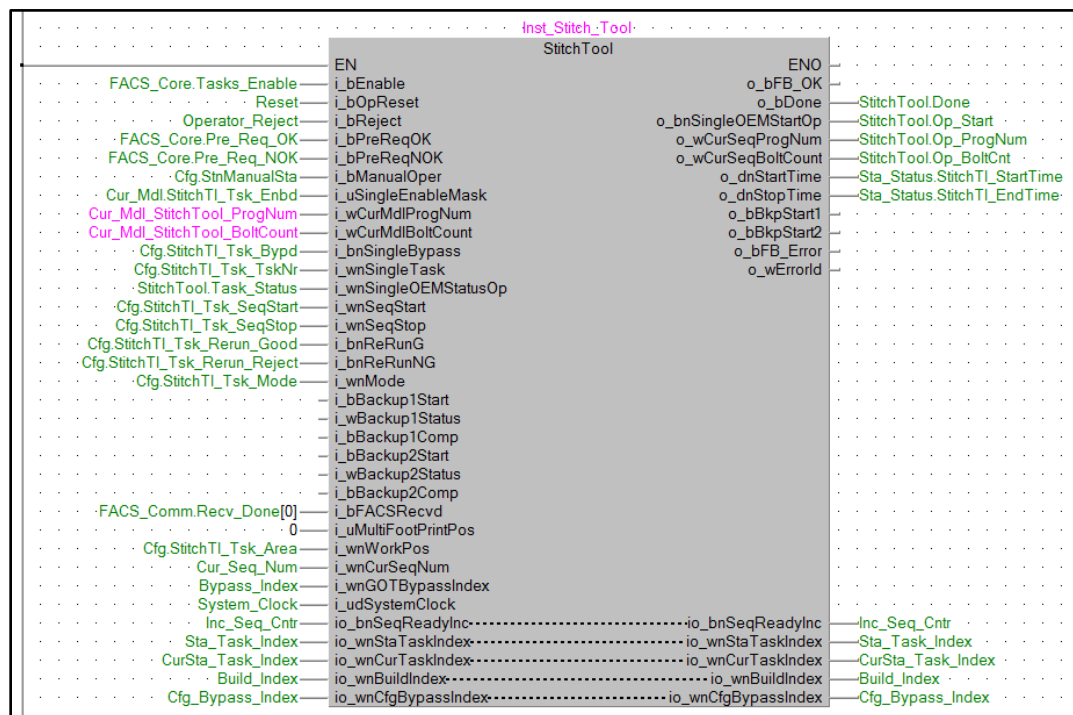 Inst_Stitch_Tool
StitchTool
EN ENO
FACS_Core.Tasks_Enable i_bEnable o_bFB_OK
Reset i_bOpReset o_bDone StitchTool.Done
Operator_Reject i_bReject o_bnSingleOEMStartOp StitchTool.Op_Start
FACS_Core.Pre_Req_OK i_bPreReqOK o_wCurSeqProgNum StitchTool.Op_ProgNum
FACS_Core.Pre_Req_NOK i_bPreReqNOK o_wCurSeqBoltCount StitchTool.Op_BoltCnt
Cfg.StnManualSta i_bManualOper o_dnStartTime Sta_Status.StitchTl_StartTime
Cur_Mdl.StitchTl_Tsk_Enbd i_uSingleEnableMask o_dnStopTime Sta_Status.StitchTl_EndTime
Cur_Mdl_StitchTool_ProgNum i_wCurMdlProgNum o_bBkpStart1
Cur_Mdl_StitchTool_BoltCount i_wCurMdlBoltCount o_bBkpStart2
Cfg.StitchTl_Tsk_Bypd i_bnSingleBypass o_bFB_Error
Cfg.StitchTl_Tsk_TskNr i_wnSingleTask o_wErrorId
StitchTool.Task_Status i_wnSingleOEMStatusOp
Cfg.StitchTl_Tsk_SeqStart i_wnSeqStart
Cfg.StitchTl_Tsk_SeqStop i_wnSeqStop
Cfg.StitchTl_Tsk_Rerun_Good i_bnReRunG
Cfg.StitchTl_Tsk_Rerun_Reject i_bnReRunNG
Cfg.StitchTl_Tsk_Mode i_wnMode
i_bBackup1Start
i_wBackup1Status
i_bBackup1Comp
i_bBackup2Start
i_wBackup2Status
i_bBackup2Comp
FACS_Comm.Recv_Done[0] i_bFACSRecvd
0 i_uMultiFootPrintPos
Cfg.StitchTl_Tsk_Area i_wnWorkPos
Cur_Seq_Num i_wnCurSeqNum
Bypass_Index i_wnGOTBypassIndex
System_Clock i_udSystemClock
Inc_Seq_Cntr io_bnSeqReadyInc io_bnSeqReadyInc Inc_Seq_Cntr
Sta_Task_Index io_wnStaTaskIndex io_wnStaTaskIndex Sta_Task_Index
CurSta_Task_Index io_wnCurTaskIndex io_wnCurTaskIndex CurSta_Task_Index
Build_Index io_wnBuildIndex io_wnBuildIndex Build_Index
Cfg_Bypass_Index io_wnCfgBypassIndex io_wnCfgBypassIndex Cfg_Bypass_Index